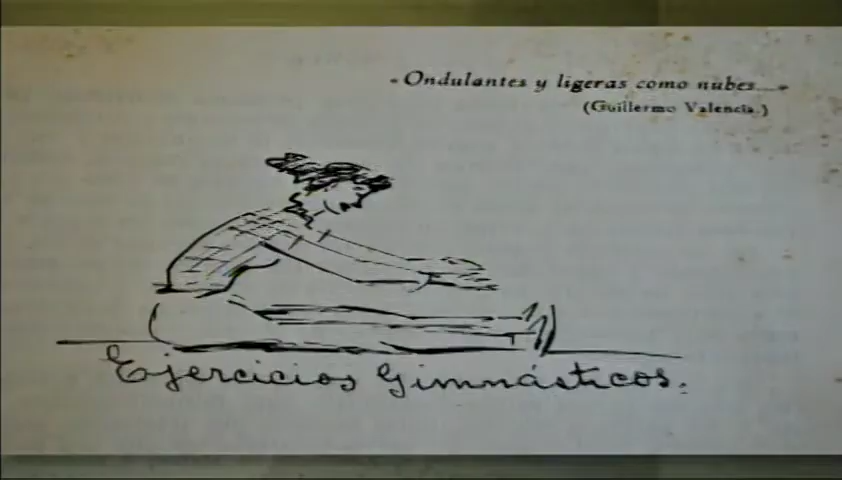 «Ondulantes y ligeras como nubes...»
(Guillermo Valencia.)
Ejercicios Gimnásticos.